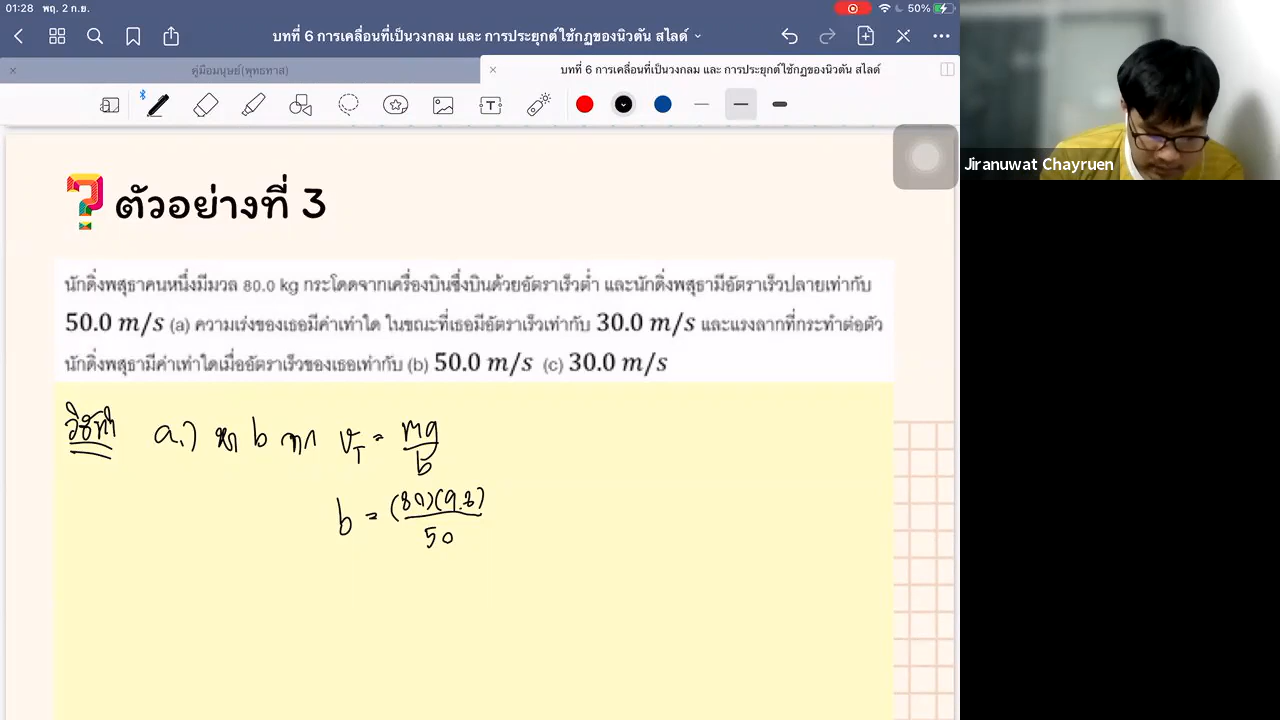 01:28 พฤ. 2 ก.ย.
50%
บทที่ 6 การเคลื่อนที่เป็นวงกลม และ การประยุกต์ใช้กฎของนิวตัน สไลด์
คู่มือมนุษย์(พุทธทาส)
บทที่ 6 การเคลื่อนที่เป็นวงกลม และ การประยุกต์ใช้กฎของนิวตัน สไลด์
Jiranuwat Chayruen
ตัวอย่างที่ 3
นักดิ่งพสุธาคนหนึ่งมีมวล 80.0 kg กระโดดจากเครื่องบินซึ่งบินด้วยอัตราเร็วต่ำ และนักดิ่งพสุธามีอัตราเร็วปลายเท่ากับ
50.0 m/s (a) ความเร่งของเธอมีค่าเท่าใด ในขณะที่เธอมีอัตราเร็วเท่ากับ 30.0 m/s และแรงลากที่กระทำต่อตัว
นักดิ่งพสุธามีค่าเท่าใดเมื่ออัตราเร็วของเธอเท่ากับ (b) 50.0 m/s (c) 30.0 m/s
วิธีทำ a.) หา b จาก v_T = mg/b
b = (80)(9.8)/50